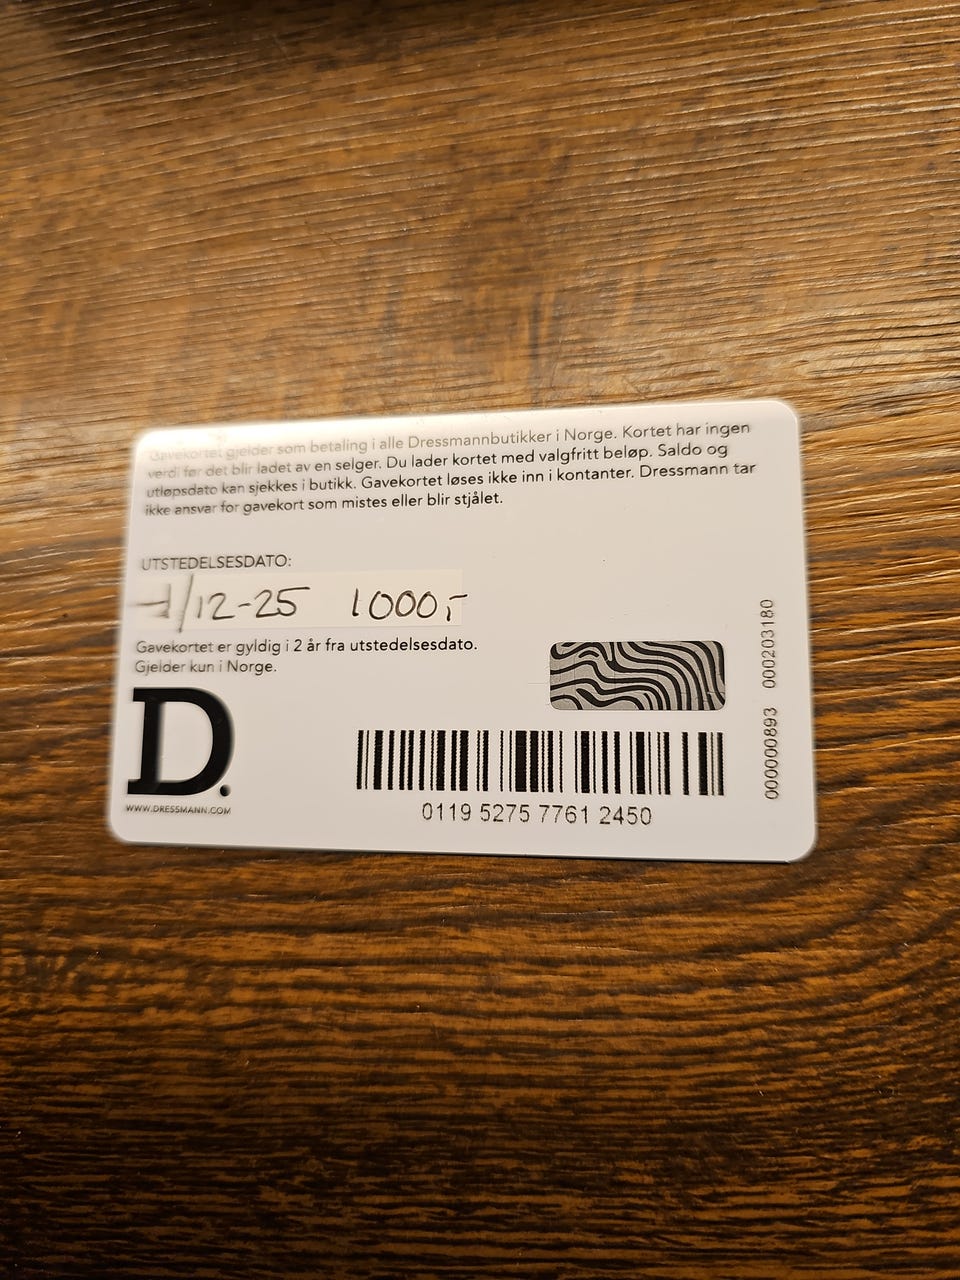 Gavekortet gjelder som betaling i alle Dressmannbutikker i Norge. Kortet har ingen
verdi før det blir ladet av en selger. Du lader kortet med valgfritt beløp. Saldo og
utløpsdato kan sjekkes i butikk. Gavekortet løses ikke inn i kontanter. Dressmann tar
ikke ansvar for gavekort som mistes eller blir stjålet.
UTSTEDELSESDATO:
1/12-25 1000,-
Gavekortet er gyldig i 2 år fra utstedelsesdato.
Gjelder kun i Norge.
D.
WWW.DRESSMANN.COM
0119 5275 7761 2450
000000893 000203180